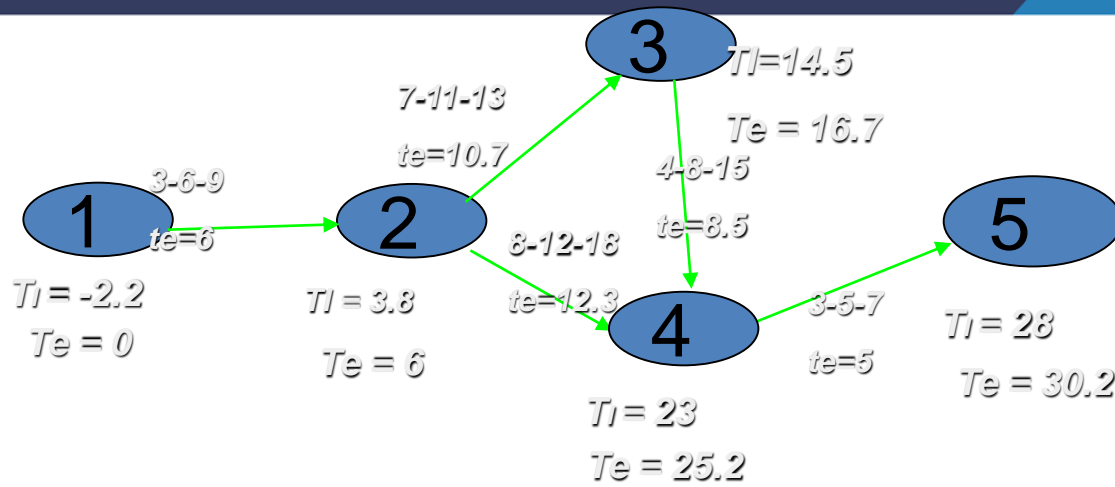 3
Tl=14.5
7-11-13
Te = 16.7
te=10.7
4-8-15
3-6-9
1
2
5
te=6
te=8.5
8-12-18
Tl = -2.2
Tl = 3.8
te=12.3
3-5-7
Te = 0
4
Tl = 28
Te = 6
te=5
Te = 30.2
Tl = 23
Te = 25.2